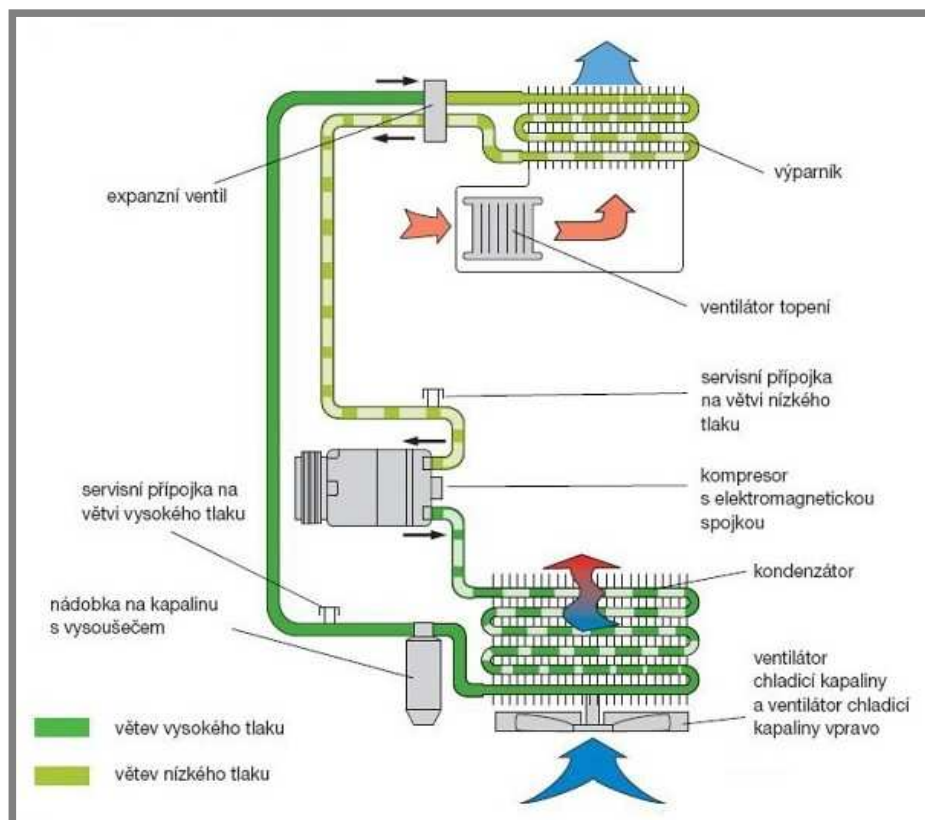 expanzní ventil
výparník
ventilátor topení
servisní přípojka
na větvi nízkého
tlaku
servisní přípojka na
větvi vysokého tlaku
kompresor
s elektromagnetickou
spojkou
nádobka na kapalinu
s vysoušečem
kondenzátor
ventilátor
chladicí kapaliny
a ventilátor chladicí
kapaliny vpravo
větev vysokého tlaku
větev nízkého tlaku